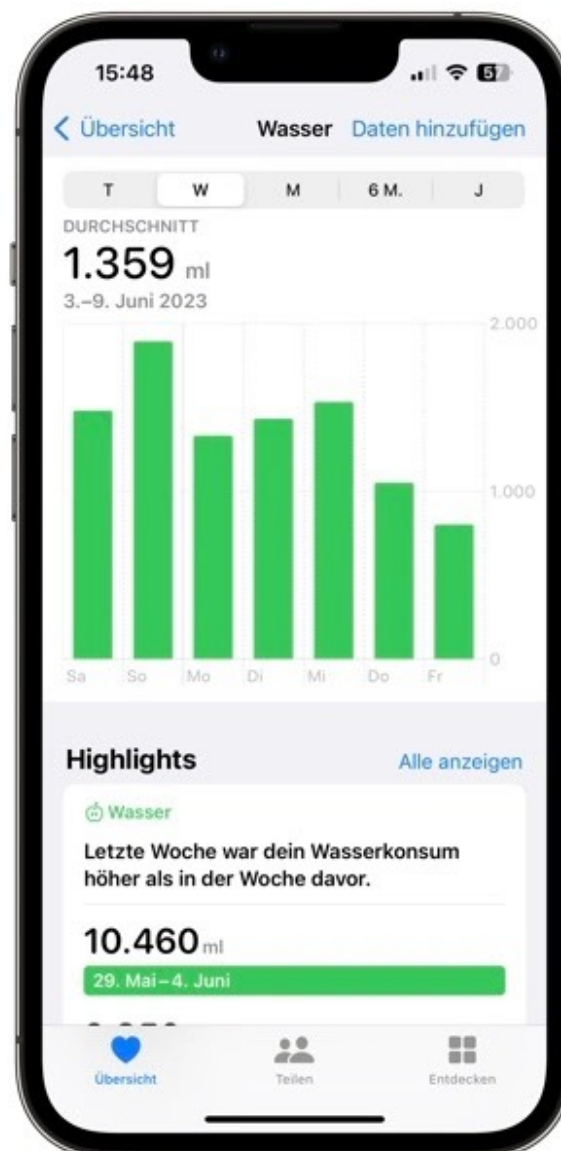 15:48
57
Übersicht
Wasser
Daten hinzufügen
T
W
M
6 M.
J
DURCHSCHNITT
1.359 ml
3.–9. Juni 2023
2.000
1.000
0
Sa
So
Mo
Di
Mi
Do
Fr
Highlights
Alle anzeigen
Wasser
Letzte Woche war dein Wasserkonsum
höher als in der Woche davor.
10.460 ml
29. Mai–4. Juni
Übersicht
Teilen
Entdecken